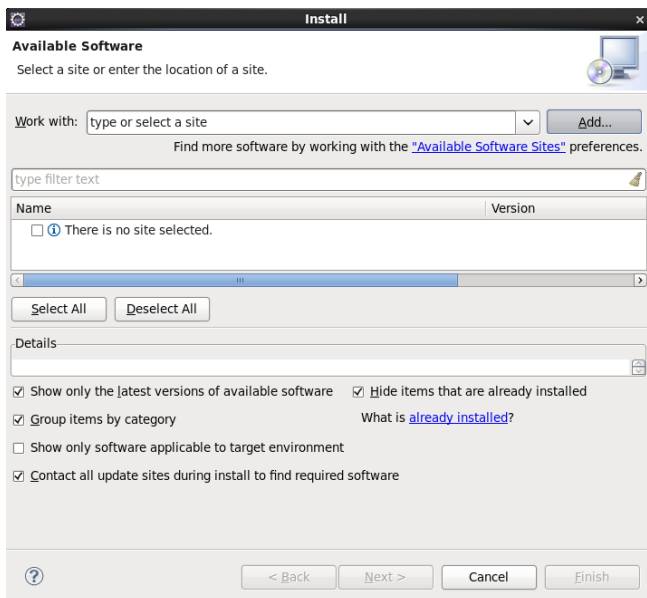 Install
Available Software
Select a site or enter the location of a site.
Work with: type or select a site Add...
Find more software by working with the "Available Software Sites" preferences.
type filter text
Name Version
There is no site selected.
Select All Deselect All
Details
Show only the latest versions of available software Hide items that are already installed
Group items by category What is already installed?
Show only software applicable to target environment
Contact all update sites during install to find required software
< Back Next > Cancel Finish